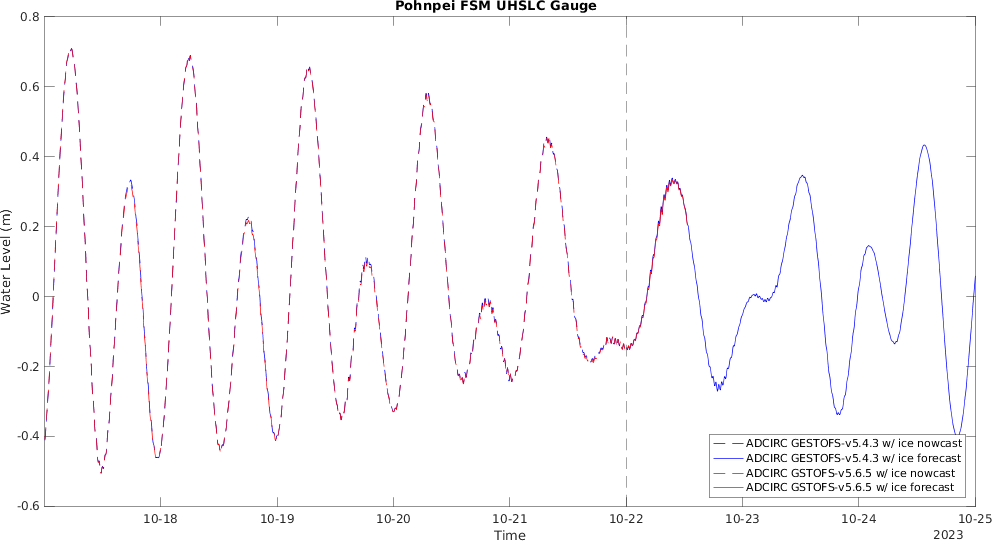 Pohnpei FSM UHSLC Gauge
0.8
0.6
0.4
0.2
0
-0.2
-0.4
-0.6
Water Level (m)
10-18 10-19 10-20 10-21 10-22 10-23 10-24 10-25
Time
2023
ADCIRC GESTOFS-v5.4.3 w/ ice nowcast
ADCIRC GESTOFS-v5.4.3 w/ ice forecast
ADCIRC GSTOFS-v5.6.5 w/ ice nowcast
ADCIRC GSTOFS-v5.6.5 w/ ice forecast